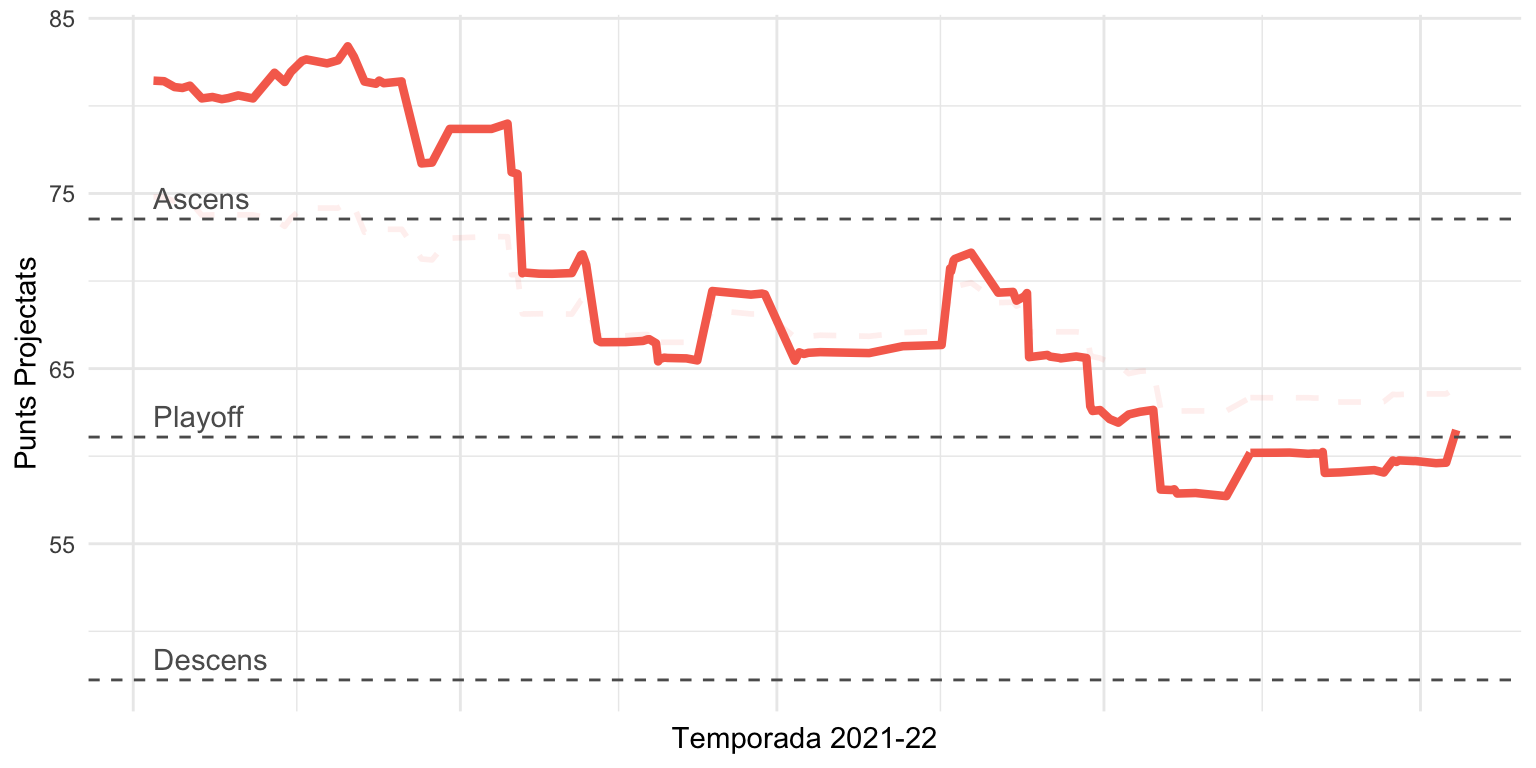 85
Ascens
75
Punts Projectats
65
Playoff
55
Descens
Temporada 2021-22